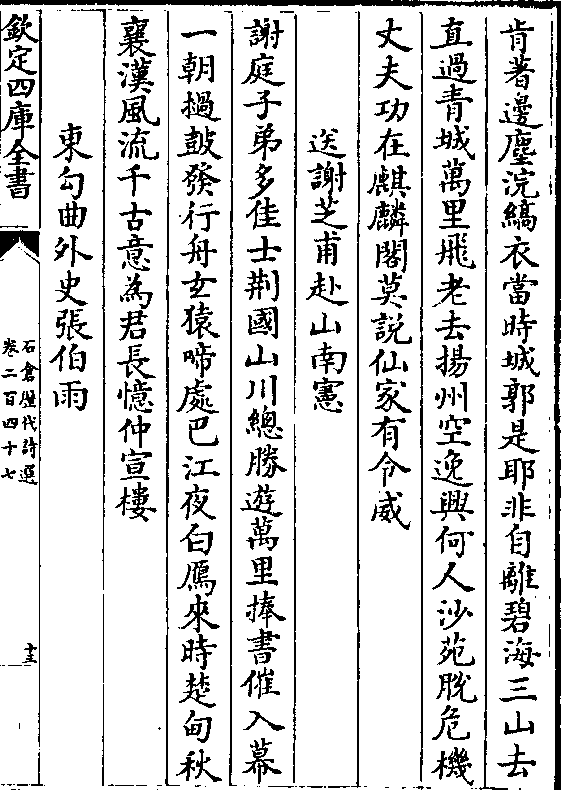 肯著邊塵浣縞衣當時城郭是耶非自離碧海三山去
直過青城萬里飛老去揚州空逸興何人沙苑脫危機
丈夫功在麒麟閣莫說仙家有令威
送謝芝甫赴山南憲
謝庭子弟多佳士荆國山川總勝遊萬里捧書催入幕
一朝撾鼓發行舟玄猿啼處巴江夜白鴈來時楚甸秋
襄漢風流千古意為君長憶仲宣樓
東勾曲外史張伯雨
欽定四庫全書
石倉歷代詩選
卷二百四十七
十三